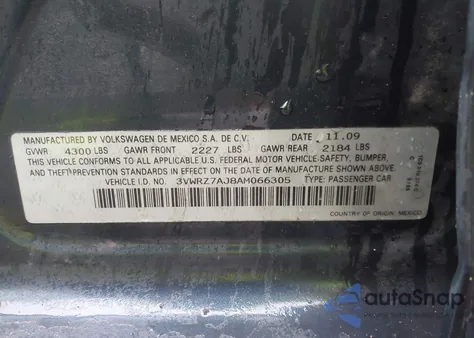 MANUFACTURED BY VOLKSWAGEN DE MEXICO S.A. DE C.V. DATE 11.09
GVWR 4300 LBS GAWR FRONT 2227 LBS GAWR REAR 2184 LBS
THIS VEHICLE CONFORMS TO ALL APPLICABLE U.S. FEDERAL MOTOR VEHICLE SAFETY, BUMPER,
AND THEFT PREVENTION STANDARDS IN EFFECT ON THE DATE OF MANUFACTURE SHOWN ABOVE.
VEHICLE I.D. NO. 3VWRZ7AJ8AM066305 TYPE: PASSENGER CAR
COUNTRY OF ORIGIN: MEXICO
autoSnap